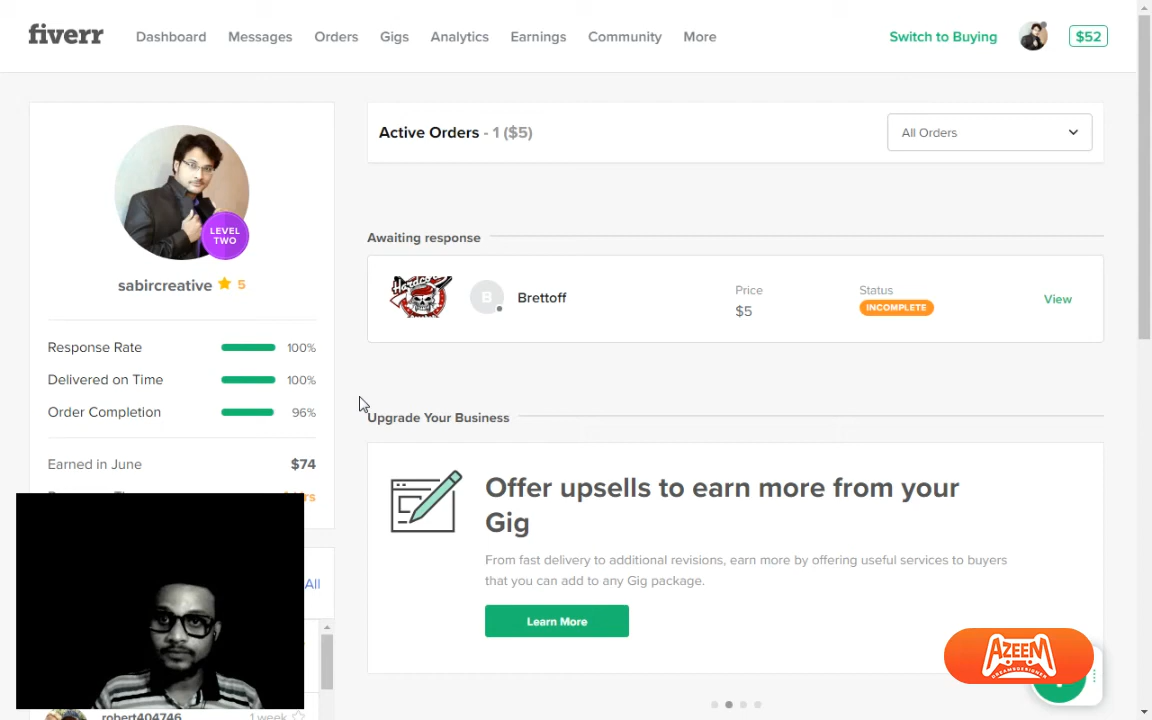 fiverr
Dashboard
Messages
Orders
Gigs
Analytics
Earnings
Community
More
Switch to Buying
$52
LEVEL
TWO
sabircreative 5
Response Rate 100%
Delivered on Time 100%
Order Completion 96%
Earned in June $74
All
1 week
robert404746
Active Orders - 1 ($5)
All Orders
Awaiting response
Hardcore
B
Brettoff
Price
$5
Status
INCOMPLETE
View
Upgrade Your Business
Offer upsells to earn more from your
Gig
From fast delivery to additional revisions, earn more by offering useful services to buyers
that you can add to any Gig package.
Learn More
AZEEM